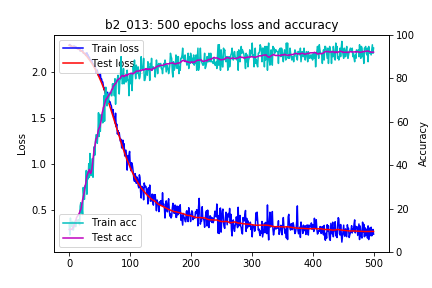 b2_013: 500 epochs loss and accuracy
Train loss
Test loss
Train acc
Test acc
Loss
2.0
1.5
1.0
0.5
Accuracy
100
80
60
40
20
0
0
100
200
300
400
500